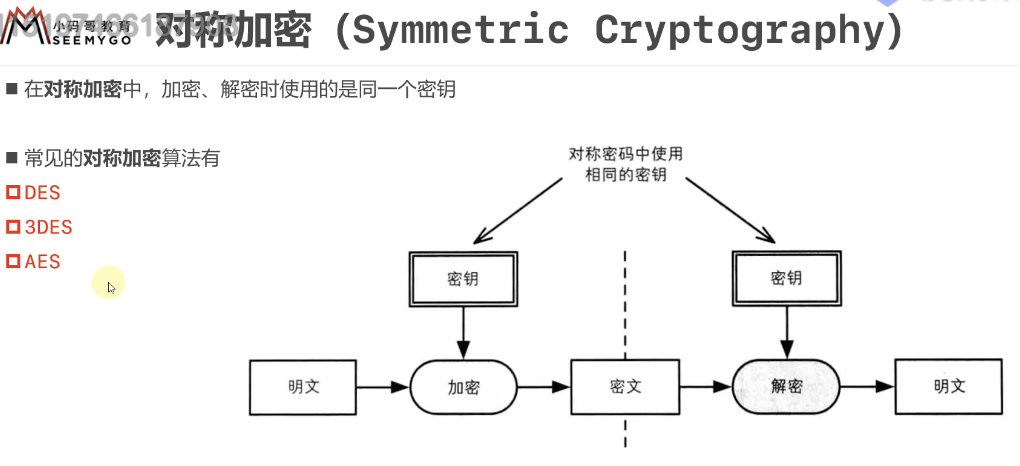 小码哥教育
SEEMYGO
对称加密（Symmetric Cryptography）
■ 在对称加密中，加密、解密时使用的是同一个密钥
■ 常见的对称加密算法有
DES
3DES
AES
对称密码中使用
相同的密钥
密钥
密钥
明文
加密
密文
解密
明文